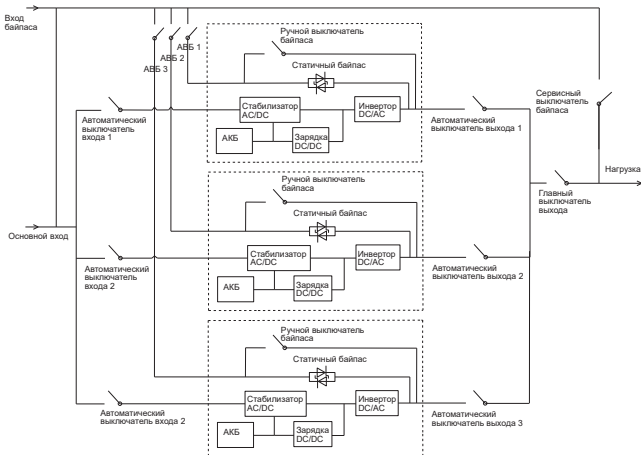 Вход
байпаса
АВБ 1
АВБ 2
АВБ 3
Ручной выключатель
байпаса
Статичный байпас
Стабилизатор
AC/DC
Инвертор
DC/AC
АКБ
Зарядка
DC/DC
Автоматический
выключатель
входа 1
Автоматический
выключатель выхода 1
Сервисный
выключатель
байпаса
Нагрузка
Главный
выключатель
выхода
Основной вход
Ручной выключатель
байпаса
Статичный байпас
Стабилизатор
AC/DC
Инвертор
DC/AC
АКБ
Зарядка
DC/DC
Автоматический
выключатель
входа 2
Автоматический
выключатель выхода 2
Ручной выключатель
байпаса
Статичный байпас
Стабилизатор
AC/DC
Инвертор
DC/AC
АКБ
Зарядка
DC/DC
Автоматический
выключатель входа 2
Автоматический
выключатель выхода 3